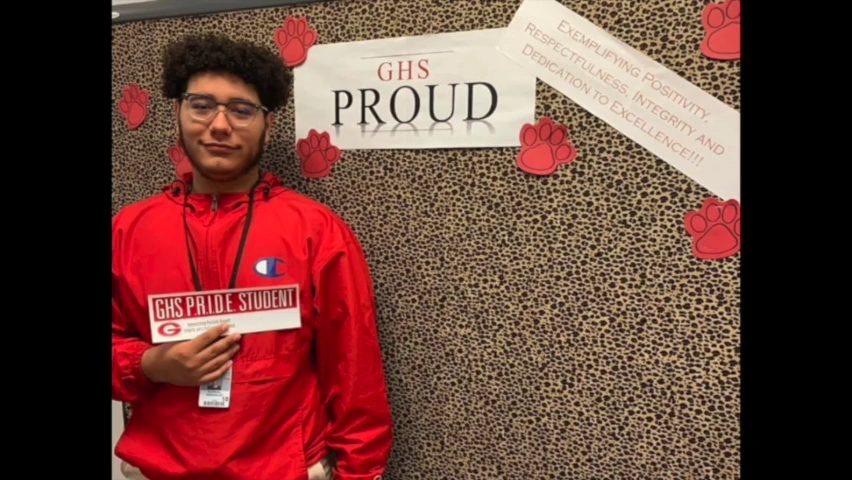 GHS
PROUD
Exemplifying Positivity,
Respectfulness, Integrity and
Dedication to Excellence!!!
GHS P.R.I.D.E. STUDENT
G